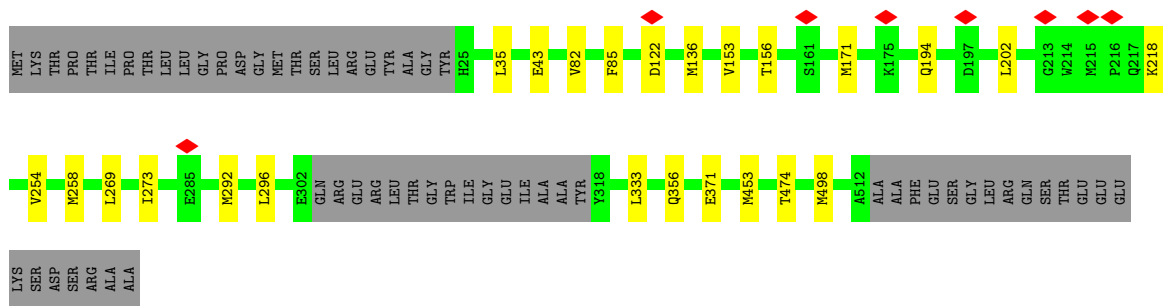 MET LYS THR PRO THR ILE PRO THR LEU LEU GLY PRO ASP GLY MET THR SER LEU ARG GLU TYR ALA GLY TYR H25 L35 E43 V82 F85 D122 M136 V153 T156 S161 M171 K175 Q194 D197 L202 G213 W214 M215 P216 Q217 K218
V254 M258 L269 I273 E285 M292 L296 E302 GLN ARG GLU ARG LEU THR GLY TRP ILE GLY GLU ILE ALA ALA TYR Y318 L333 Q356 E371 M453 T474 M498 A512 ALA ALA PHE GLU SER GLY LEU ARG GLN SER THR GLU GLU GLU
LYS SER ASP SER ARG ALA ALA